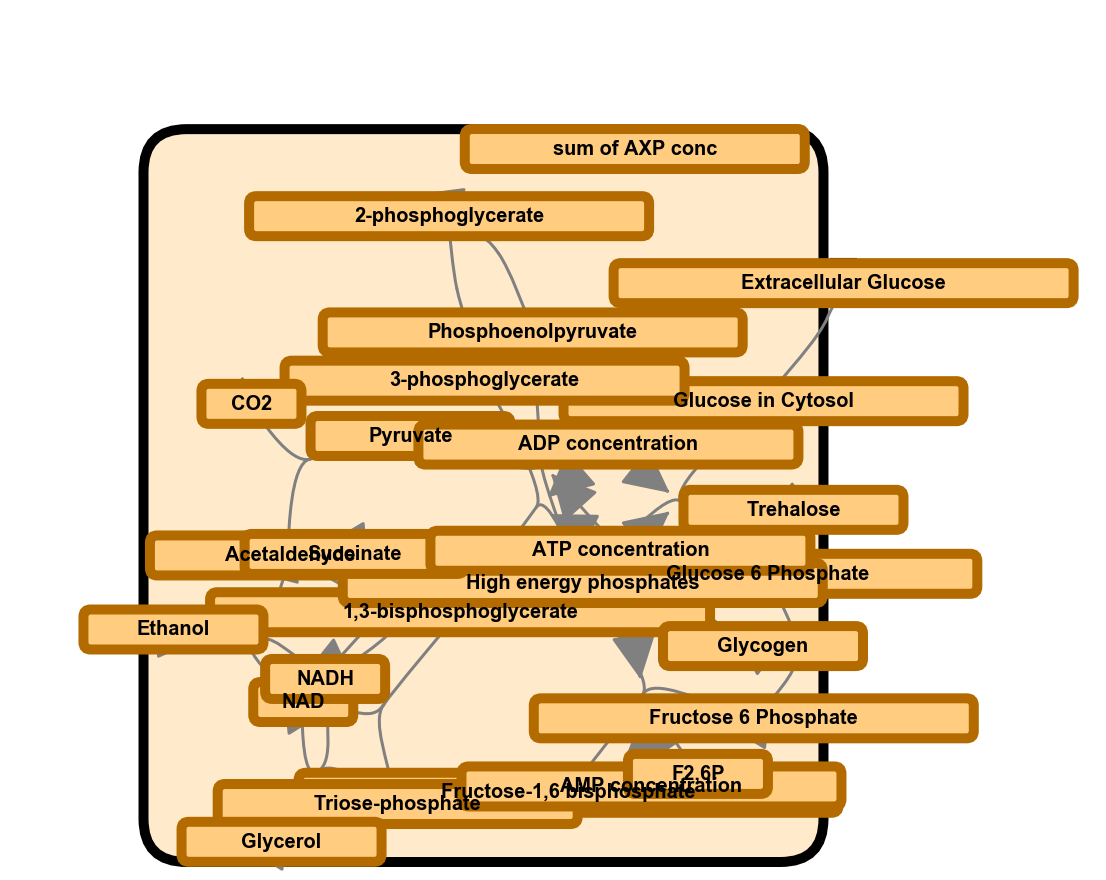 sum of AXP conc
2-phosphoglycerate
Extracellular Glucose
Phosphoenolpyruvate
3-phosphoglycerate
CO2
Glucose in Cytosol
Pyruvate
ADP concentration
Trehalose
Acetaldehyde
Succinate
ATP concentration
Glucose 6 Phosphate
High energy phosphates
1,3-bisphosphoglycerate
Ethanol
Glycogen
NADH
NAD
Fructose 6 Phosphate
F2,6P
AMP concentration
Fructose-1,6 bisphosphate
Triose-phosphate
Glycerol